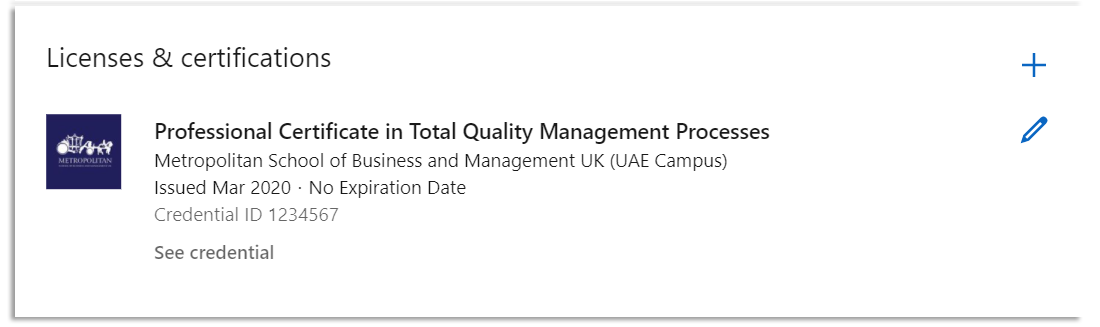 Licenses & certifications
METROPOLITAN
Professional Certificate in Total Quality Management Processes
Metropolitan School of Business and Management UK (UAE Campus)
Issued Mar 2020 · No Expiration Date
Credential ID 1234567
See credential